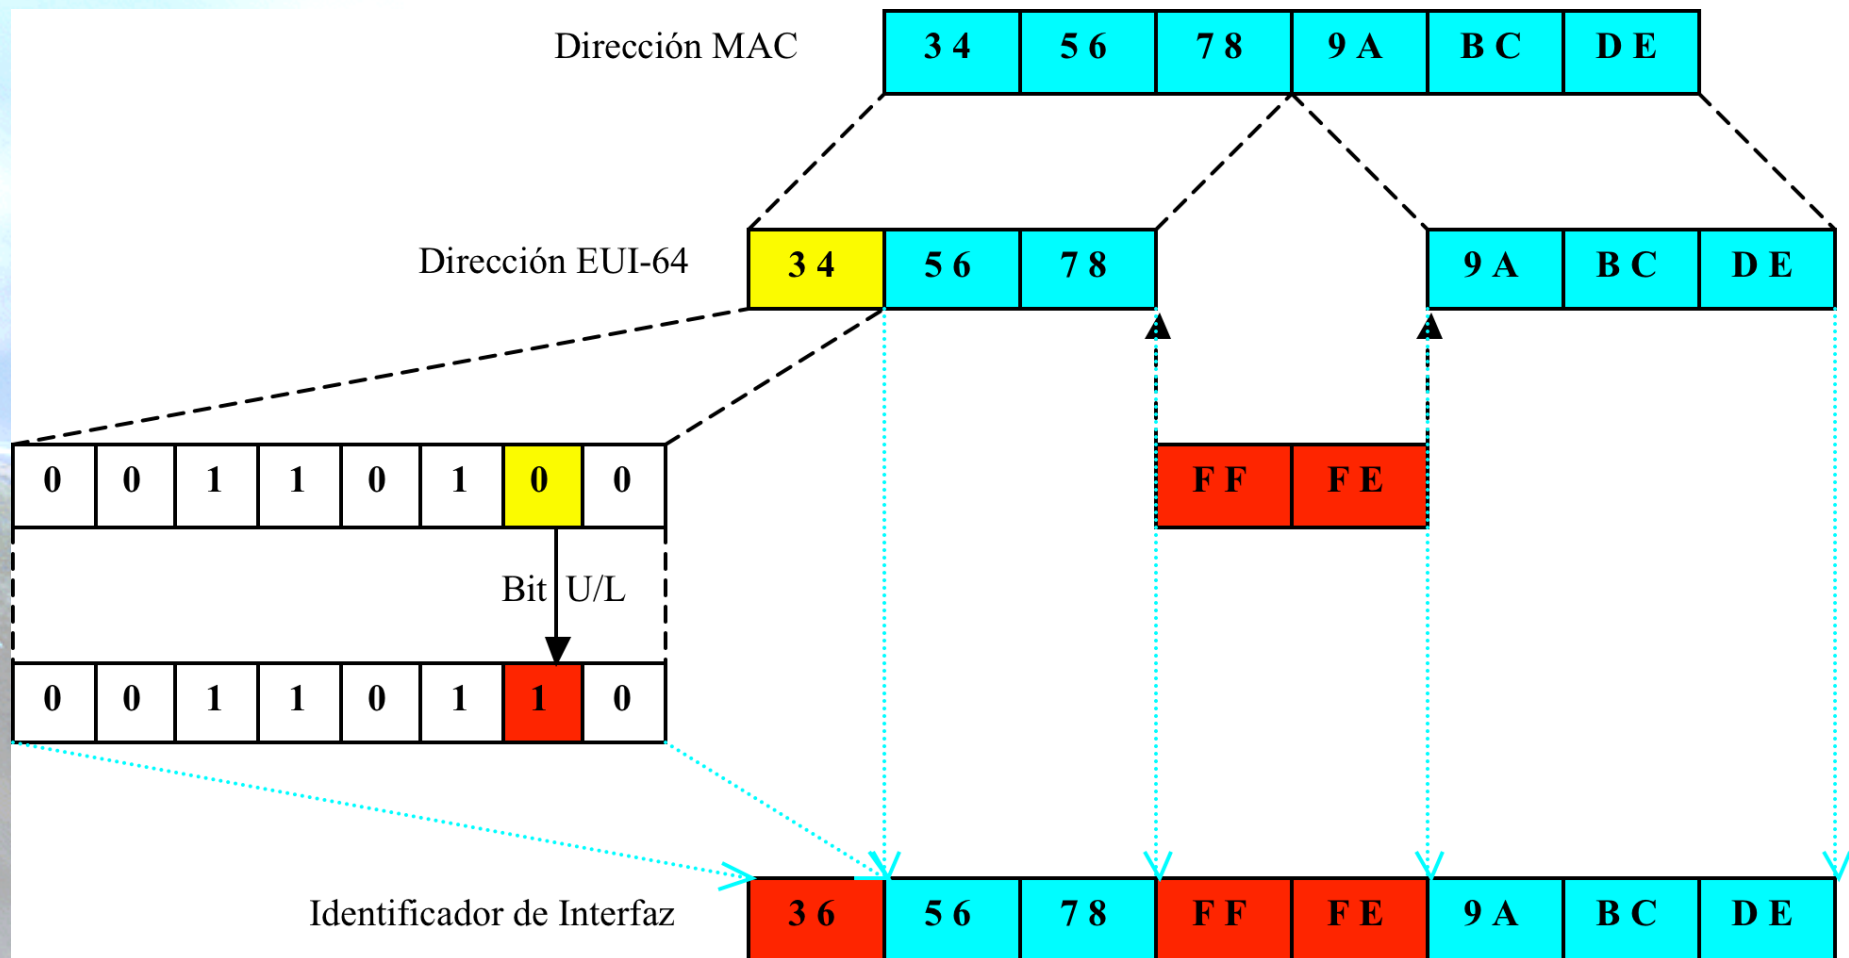 Dirección MAC 3 4 5 6 7 8 9 A B C D E
Dirección EUI-64 3 4 5 6 7 8 9 A B C D E
0 0 1 1 0 1 0 0 F F F E
Bit U/L
0 0 1 1 0 1 1 0
Identificador de Interfaz 3 6 5 6 7 8 F F F E 9 A B C D E